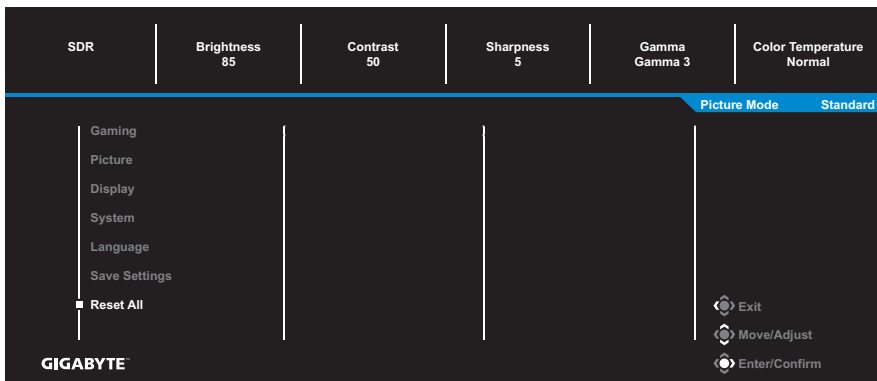 SDR
Brightness
85
Contrast
50
Sharpness
5
Gamma
Gamma 3
Color Temperature
Normal
Picture Mode Standard
Gaming
Picture
Display
System
Language
Save Settings
Reset All
Exit
Move/Adjust
Enter/Confirm
GIGABYTE™